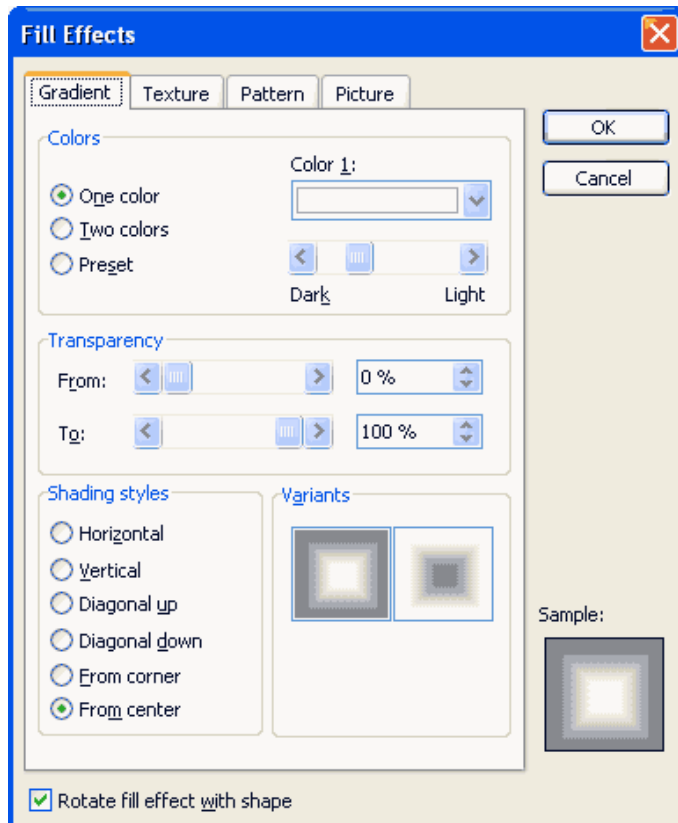 Fill Effects
Gradient Texture Pattern Picture
Colors
One color
Two colors
Preset
Color 1:
Dark Light
OK
Cancel
Transparency
From: 0 %
To: 100 %
Shading styles
Horizontal
Vertical
Diagonal up
Diagonal down
From corner
From center
Variants
Sample:
Rotate fill effect with shape